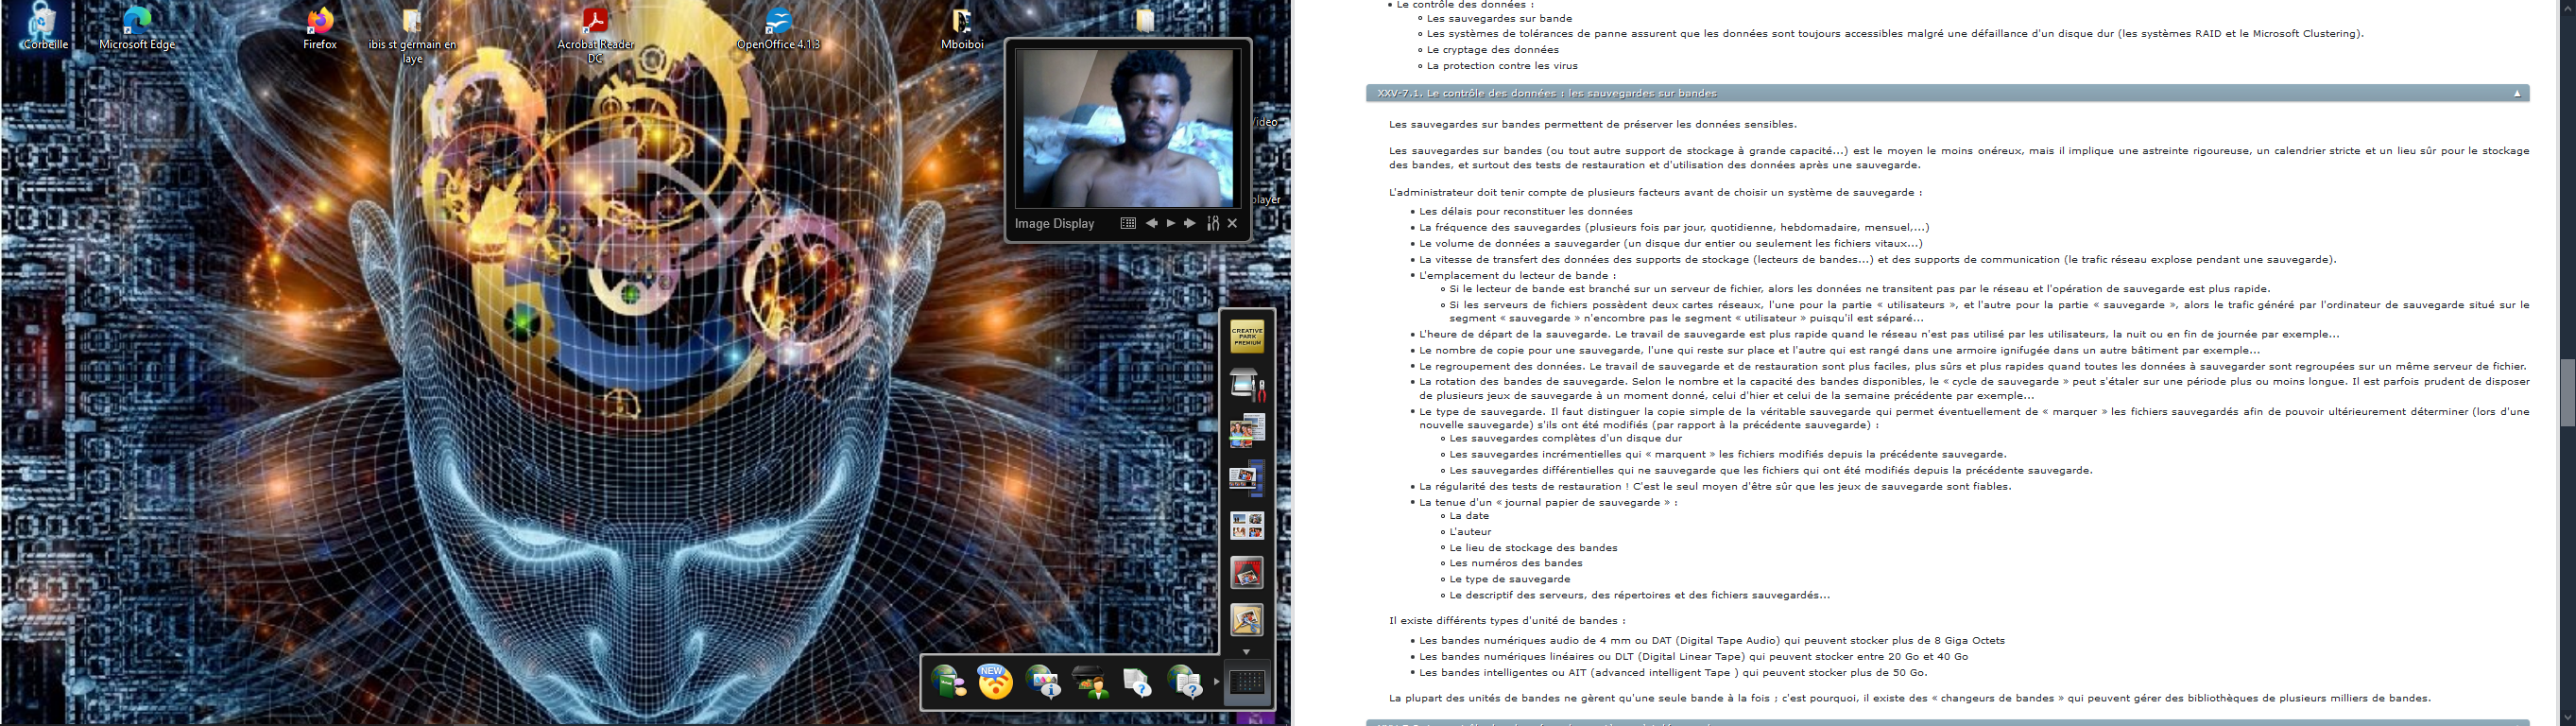 Corbeille
Microsoft Edge
Firefox
ibis st germain en
laye
Acrobat Reader
DC
OpenOffice 4.1.3
Mboiboi
Image Display
CREATIVE
PARK
PREMIUM
NEW
• Le contrôle des données :
Les sauvegardes sur bande
Les systèmes de tolérances de panne assurent que les données sont toujours accessibles malgré une défaillance d'un disque dur (les systèmes RAID et le Microsoft Clustering).
Le cryptage des données
La protection contre les virus
XXV-7.1. Le contrôle des données : les sauvegardes sur bandes
Les sauvegardes sur bandes permettent de préserver les données sensibles.
Les sauvegardes sur bandes (ou tout autre support de stockage à grande capacité...) est le moyen le moins onéreux, mais il implique une astreinte rigoureuse, un calendrier stricte et un lieu sûr pour le stockage
des bandes, et surtout des tests de restauration et d'utilisation des données après une sauvegarde.
L'administrateur doit tenir compte de plusieurs facteurs avant de choisir un système de sauvegarde :
• Les délais pour reconstituer les données
• La fréquence des sauvegardes (plusieurs fois par jour, quotidienne, hebdomadaire, mensuel,...)
• Le volume de données a sauvegarder (un disque dur entier ou seulement les fichiers vitaux...)
• La vitesse de transfert des données des supports de stockage (lecteurs de bandes...) et des supports de communication (le trafic réseau explose pendant une sauvegarde).
• L'emplacement du lecteur de bande :
Si le lecteur de bande est branché sur un serveur de fichier, alors les données ne transitent pas par le réseau et l'opération de sauvegarde est plus rapide.
Si les serveurs de fichiers possèdent deux cartes réseaux, l'une pour la partie « utilisateurs », et l'autre pour la partie « sauvegarde », alors le trafic généré par l'ordinateur de sauvegarde situé sur le
segment « sauvegarde » n'encombre pas le segment « utilisateur » puisqu'il est séparé...
• L'heure de départ de la sauvegarde. Le travail de sauvegarde est plus rapide quand le réseau n'est pas utilisé par les utilisateurs, la nuit ou en fin de journée par exemple...
• Le nombre de copie pour une sauvegarde, l'une qui reste sur place et l'autre qui est rangé dans une armoire ignifugée dans un autre bâtiment par exemple...
• Le regroupement des données. Le travail de sauvegarde et de restauration sont plus faciles, plus sûrs et plus rapides quand toutes les données à sauvegarder sont regroupées sur un même serveur de fichier.
• La rotation des bandes de sauvegarde. Selon le nombre et la capacité des bandes disponibles, le « cycle de sauvegarde » peut s'étaler sur une période plus ou moins longue. Il est parfois prudent de disposer
de plusieurs jeux de sauvegarde à un moment donné, celui d'hier et celui de la semaine précédente par exemple...
• Le type de sauvegarde. Il faut distinguer la copie simple de la véritable sauvegarde qui permet éventuellement de « marquer » les fichiers sauvegardés afin de pouvoir ultérieurement déterminer (lors d'une
nouvelle sauvegarde) s'ils ont été modifiés (par rapport à la précédente sauvegarde) :
Les sauvegardes complètes d'un disque dur
Les sauvegardes incrémentielles qui « marquent » les fichiers modifiés depuis la précédente sauvegarde.
Les sauvegardes différentielles qui ne sauvegarde que les fichiers qui ont été modifiés depuis la précédente sauvegarde.
• La régularité des tests de restauration ! C'est le seul moyen d'être sûr que les jeux de sauvegarde sont fiables.
• La tenue d'un « journal papier de sauvegarde » :
La date
L'auteur
Le lieu de stockage des bandes
Les numéros des bandes
Le type de sauvegarde
Le descriptif des serveurs, des répertoires et des fichiers sauvegardés...
Il existe différents types d'unité de bandes :
• Les bandes numériques audio de 4 mm ou DAT (Digital Tape Audio) qui peuvent stocker plus de 8 Giga Octets
• Les bandes numériques linéaires ou DLT (Digital Linear Tape) qui peuvent stocker entre 20 Go et 40 Go
• Les bandes intelligentes ou AIT (advanced intelligent Tape ) qui peuvent stocker plus de 50 Go.
La plupart des unités de bandes ne gèrent qu'une seule bande à la fois ; c'est pourquoi, il existe des « changeurs de bandes » qui peuvent gérer des bibliothèques de plusieurs milliers de bandes.